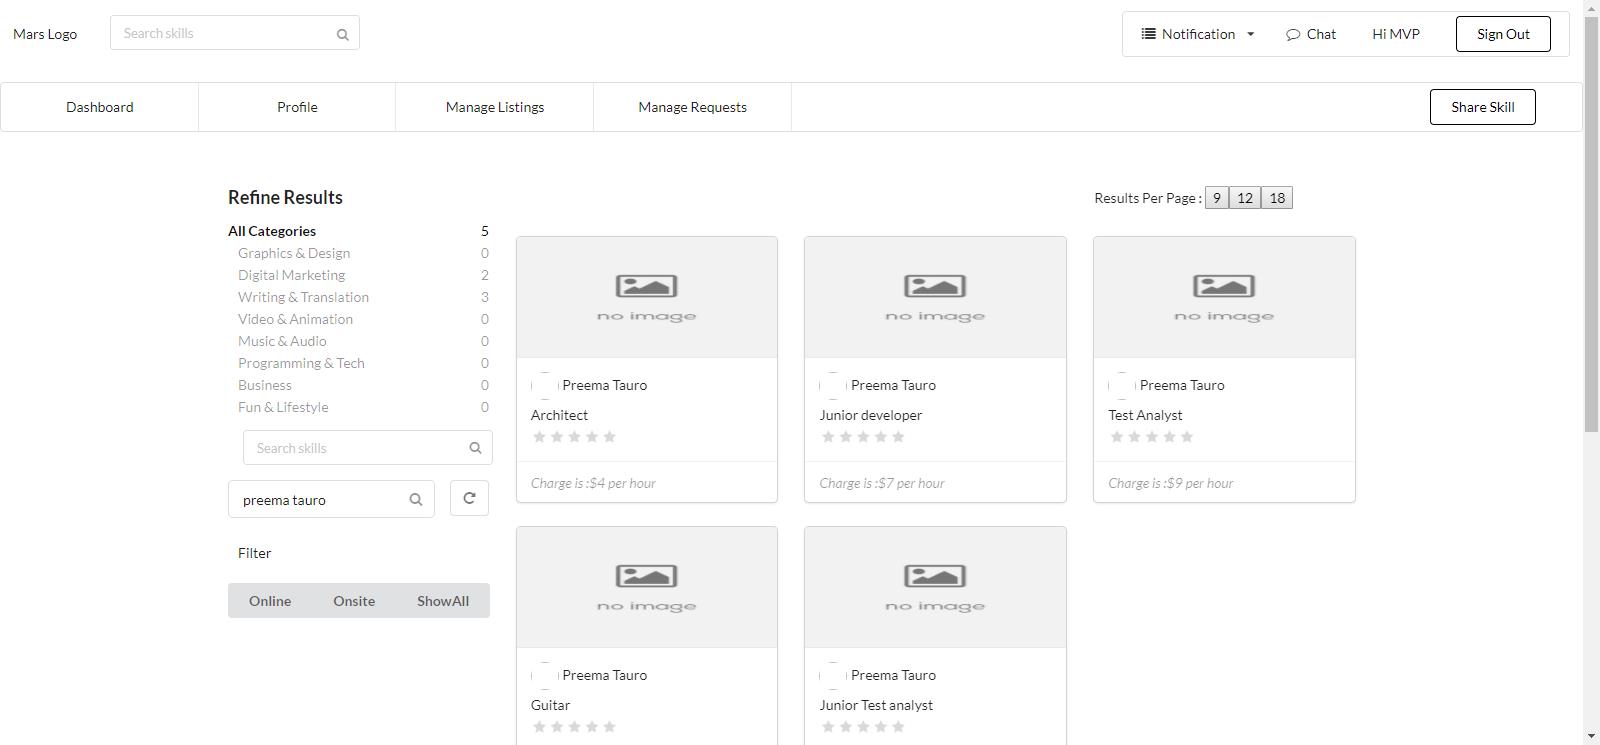 Mars Logo
Search skills
Notification
Chat
Hi MVP
Sign Out
Dashboard
Profile
Manage Listings
Manage Requests
Share Skill
Refine Results
Results Per Page : 9 12 18
All Categories 5
Graphics & Design 0
Digital Marketing 2
Writing & Translation 3
Video & Animation 0
Music & Audio 0
Programming & Tech 0
Business 0
Fun & Lifestyle 0
Search skills
preema tauro
Filter
Online Onsite ShowAll
no image
Preema Tauro
Architect
Charge is :$4 per hour
no image
Preema Tauro
Junior developer
Charge is :$7 per hour
no image
Preema Tauro
Test Analyst
Charge is :$9 per hour
no image
Preema Tauro
Guitar
no image
Preema Tauro
Junior Test analyst